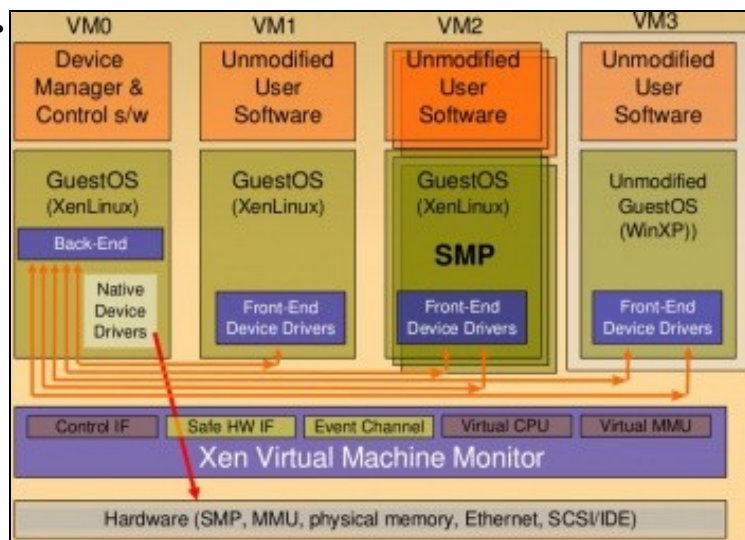 VM0
VM1
VM2
VM3
Device
Manager &
Control s/w
Unmodified
User
Software
Unmodified
User
Software
Unmodified
User
Software
GuestOS
(XenLinux)
Back-End
Native
Device
Drivers
GuestOS
(XenLinux)
Front-End
Device Drivers
GuestOS
(XenLinux)
SMP
Front-End
Device Drivers
Unmodified
GuestOS
(WinXP))
Front-End
Device Drivers
Control IF
Safe HW IF
Event Channel
Virtual CPU
Virtual MMU
Xen Virtual Machine Monitor
Hardware (SMP, MMU, physical memory, Ethernet, SCSI/IDE)